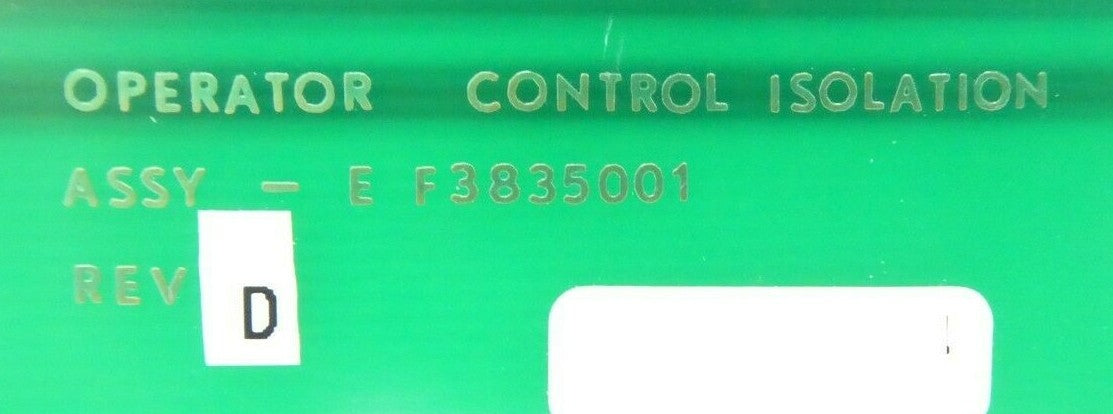 OPERATOR CONTROL ISOLATION
ASSY - E F3835001
REV D